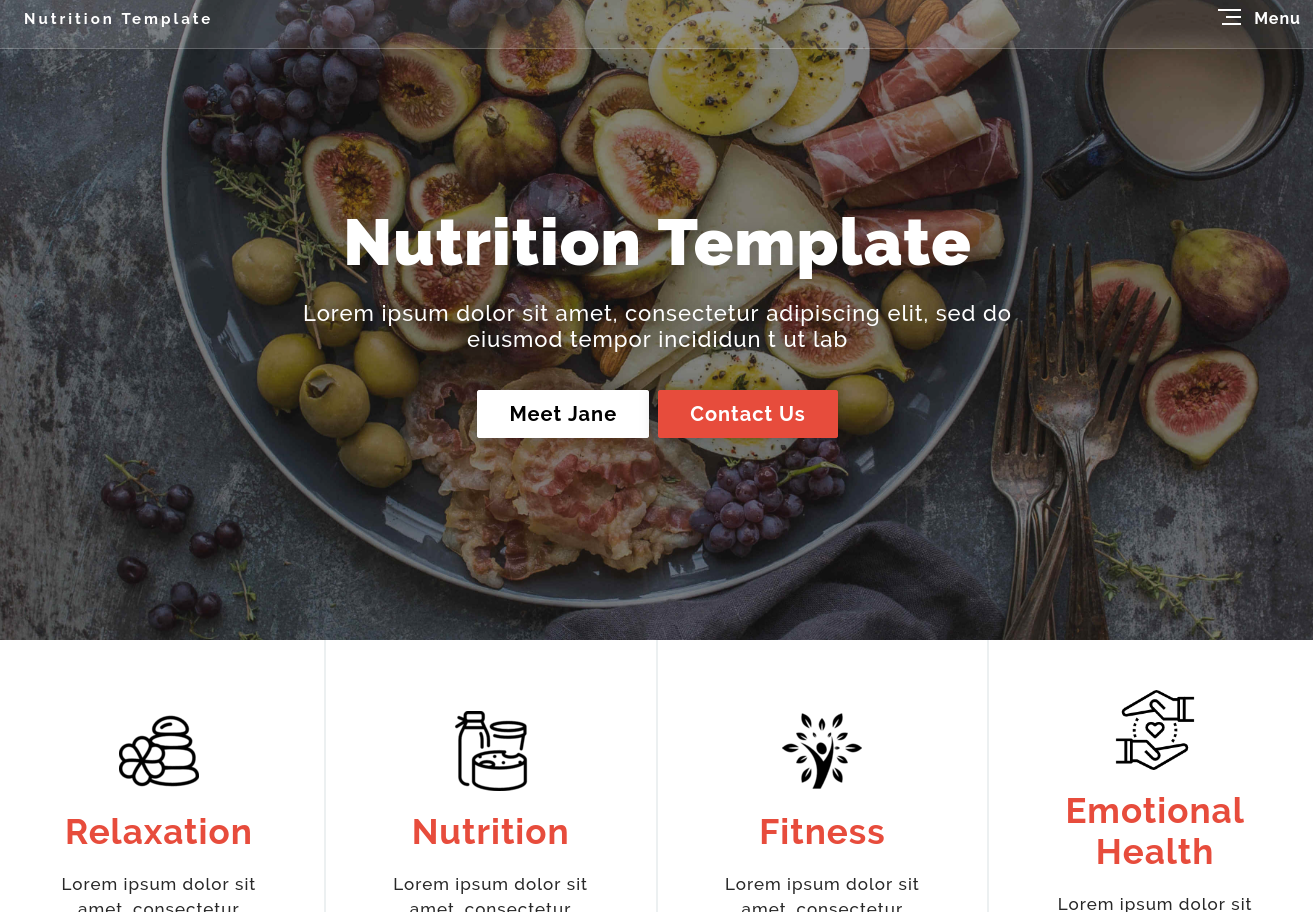 Nutrition Template
Menu
Nutrition Template
Lorem ipsum dolor sit amet, consectetur adipiscing elit, sed do
eiusmod tempor incididun t ut lab
Meet Jane
Contact Us
Relaxation
Lorem ipsum dolor sit
amet, consectetur
Nutrition
Lorem ipsum dolor sit
amet, consectetur
Fitness
Lorem ipsum dolor sit
amet, consectetur
Emotional
Health
Lorem ipsum dolor sit